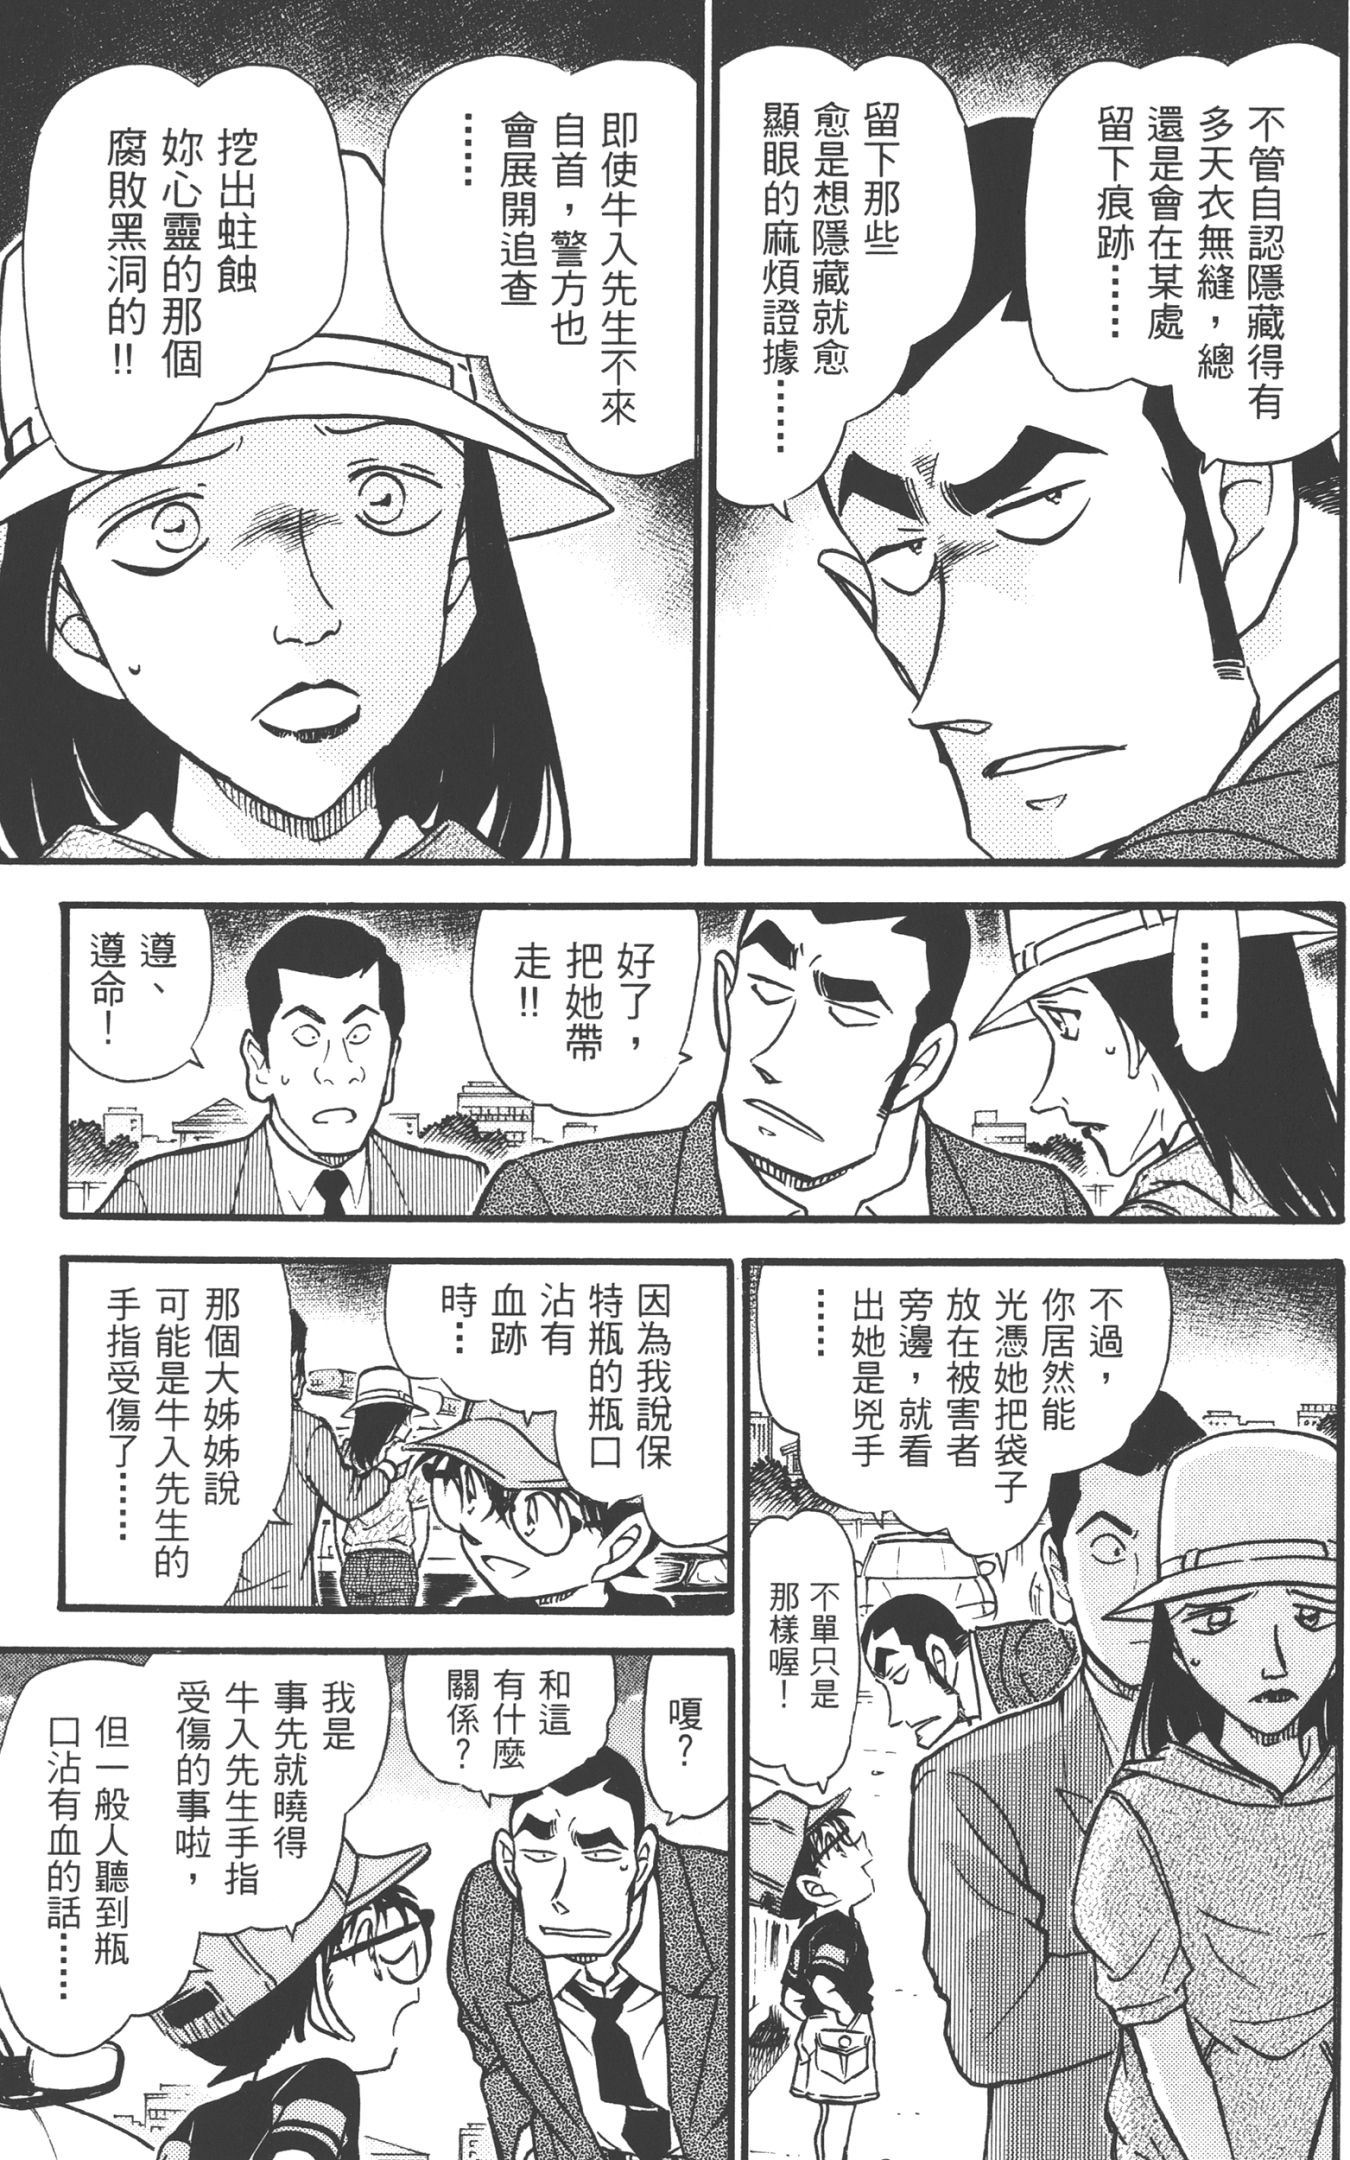 不管自認隱藏得有
多天衣無縫，總
還是會在某處
留下痕跡……
留下那些
愈是想隱藏就愈
顯眼的麻煩證據……
即使牛入先生不來
自首，警方也
會展開追查
……
挖出蛀蝕
妳心靈的那個
腐敗黑洞的!!
……
好了，
把她帶
走!!
遵、
遵命！
不過，
你居然能
光憑她把袋子
放在被害者
旁邊，就看
出她是兇手
……
不單只是
那樣喔！
因為我說保
特瓶的瓶口
沾有
血跡
時…
那個大姊姊說
可能是牛入先生的
手指受傷了……
嗄？
和這
有什麼
關係？
我是
事先就曉得
牛入先生手指
受傷的事啦，
但一般人聽到瓶
口沾有血的話……